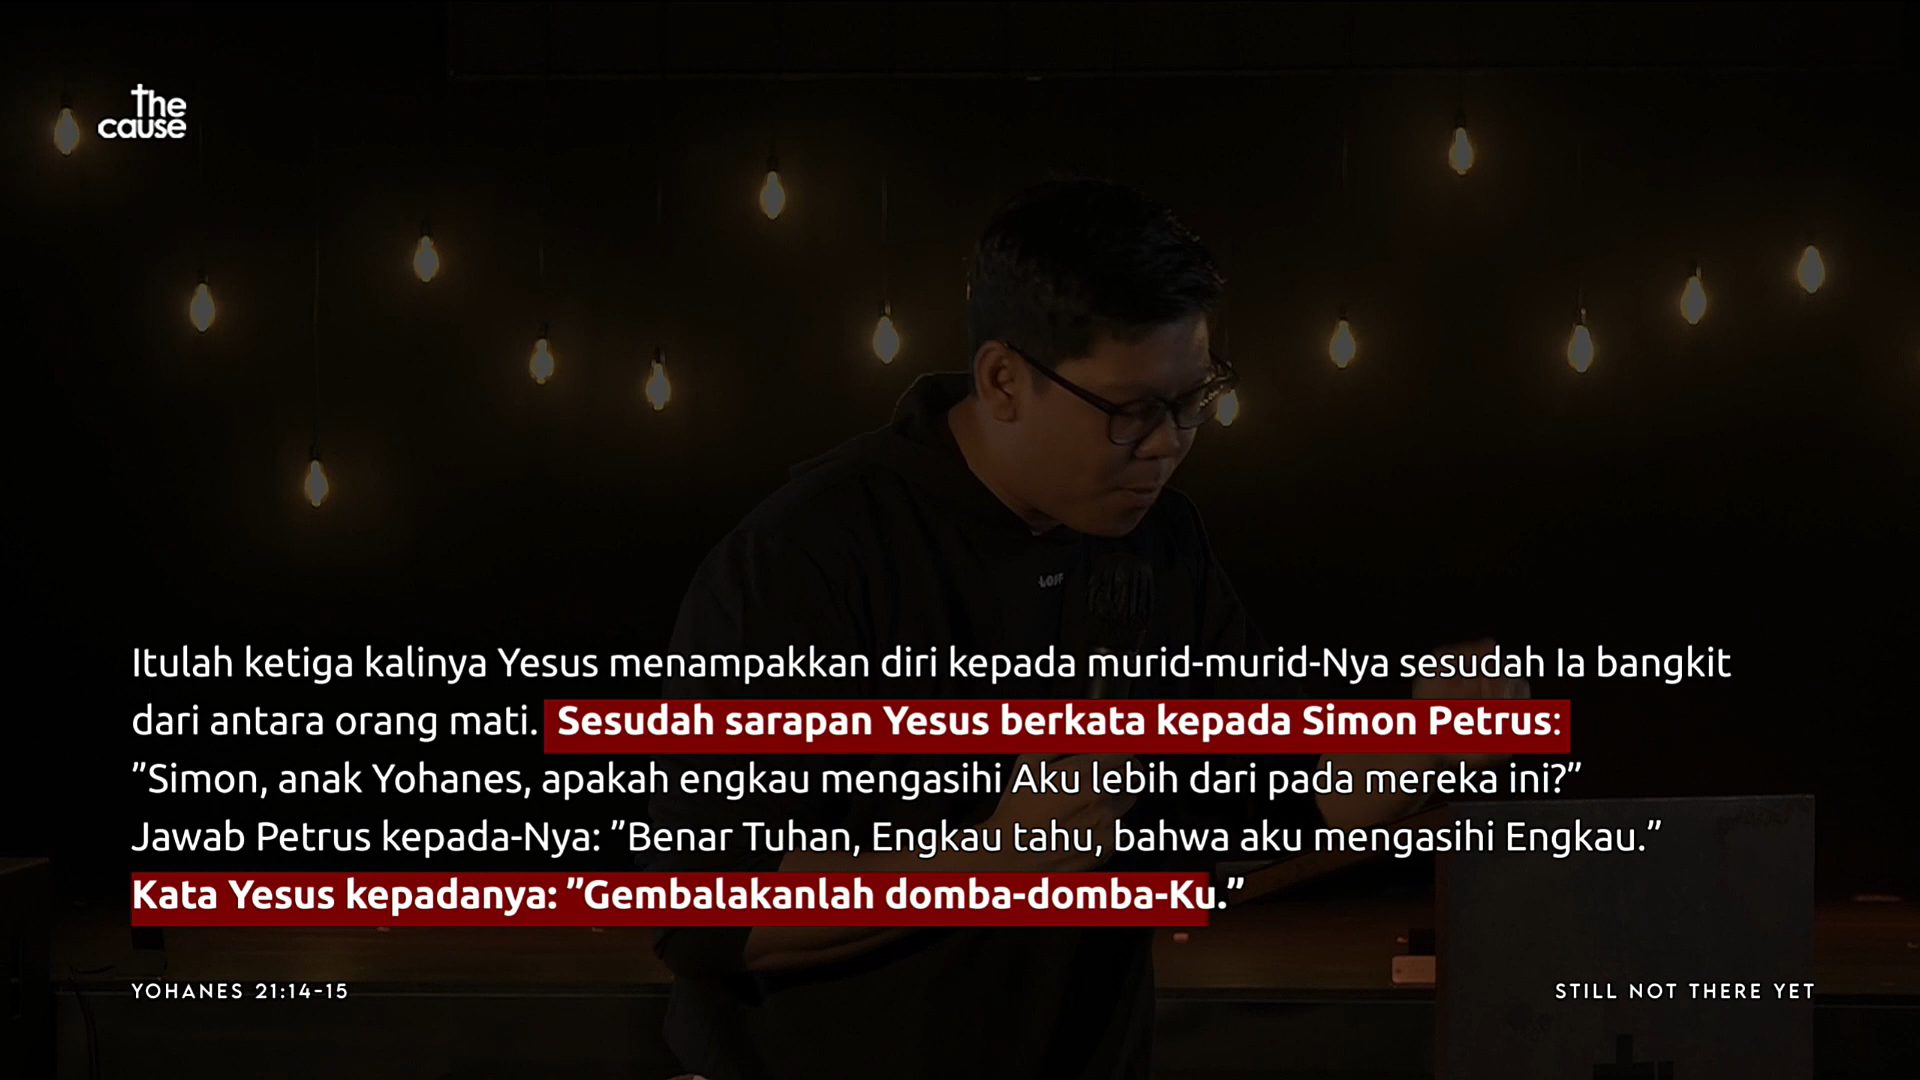 the
cause
LOFF
Itulah ketiga kalinya Yesus menampakkan diri kepada murid-murid-Nya sesudah Ia bangkit
dari antara orang mati. Sesudah sarapan Yesus berkata kepada Simon Petrus:
”Simon, anak Yohanes, apakah engkau mengasihi Aku lebih dari pada mereka ini?”
Jawab Petrus kepada-Nya: ”Benar Tuhan, Engkau tahu, bahwa aku mengasihi Engkau.”
Kata Yesus kepadanya: ”Gembalakanlah domba-domba-Ku.”
YOHANES 21:14-15
STILL NOT THERE YET